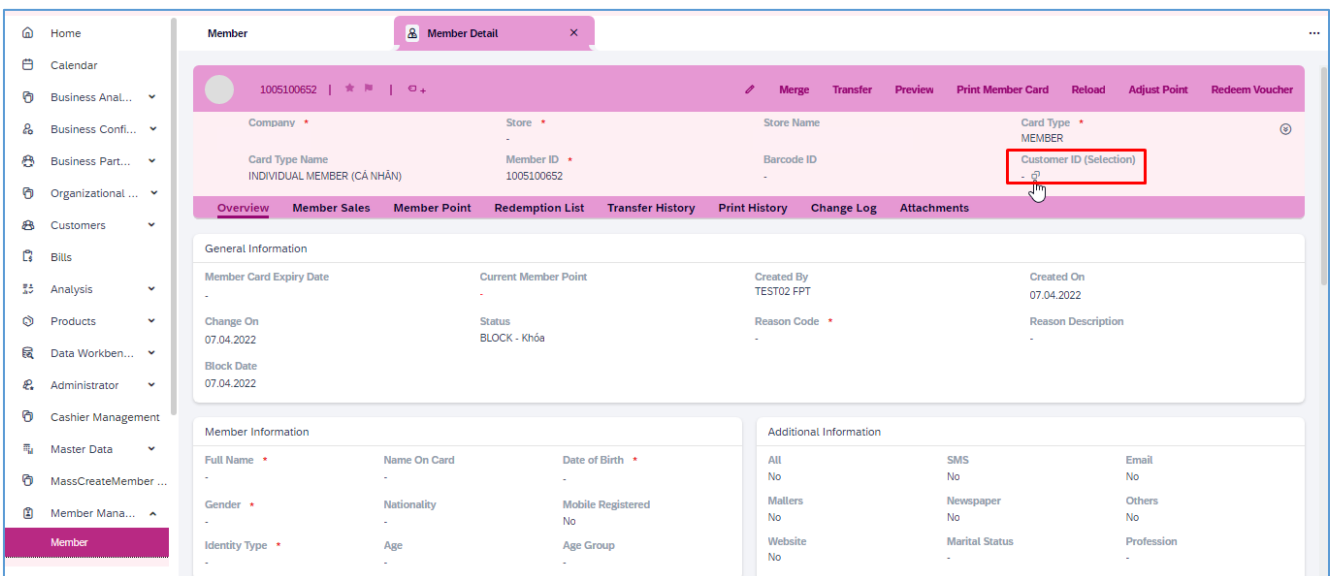 Home
Calendar
Business Anal...
Business Confi...
Business Part...
Organizational ...
Customers
Bills
Analysis
Products
Data Workben...
Administrator
Cashier Management
Master Data
MassCreateMember ...
Member Mana...
Member
Member Member Detail ×
...
1005100652 | | Merge Transfer Preview Print Member Card Reload Adjust Point Redeem Voucher
Company * Store * Store Name Card Type *
- MEMBER
Card Type Name Member ID * Barcode ID Customer ID (Selection)
INDIVIDUAL MEMBER (CÁ NHÂN) 1005100652 - -
Overview Member Sales Member Point Redemption List Transfer History Print History Change Log Attachments
General Information
Member Card Expiry Date Current Member Point Created By Created On
- - TEST02 FPT 07.04.2022
Change On Status Reason Code * Reason Description
07.04.2022 BLOCK - Khóa - -
Block Date
07.04.2022
Member Information
Full Name * Name On Card Date of Birth *
- - -
Gender * Nationality Mobile Registered
- - No
Identity Type * Age Age Group
- - -
Additional Information
All SMS Email
No No No
Mallers Newspaper Others
No No No
Website Marital Status Profession
No - -